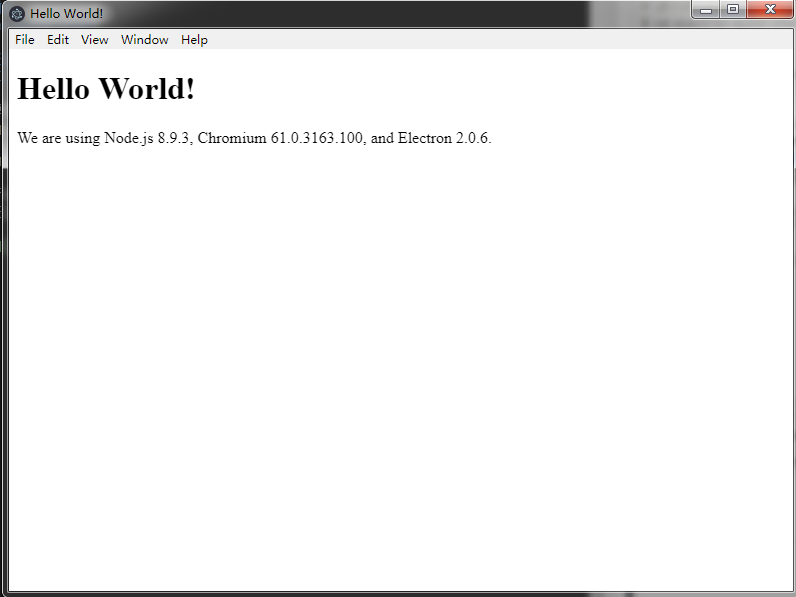 Hello World!
File Edit View Window Help
Hello World!
We are using Node.js 8.9.3, Chromium 61.0.3163.100, and Electron 2.0.6.